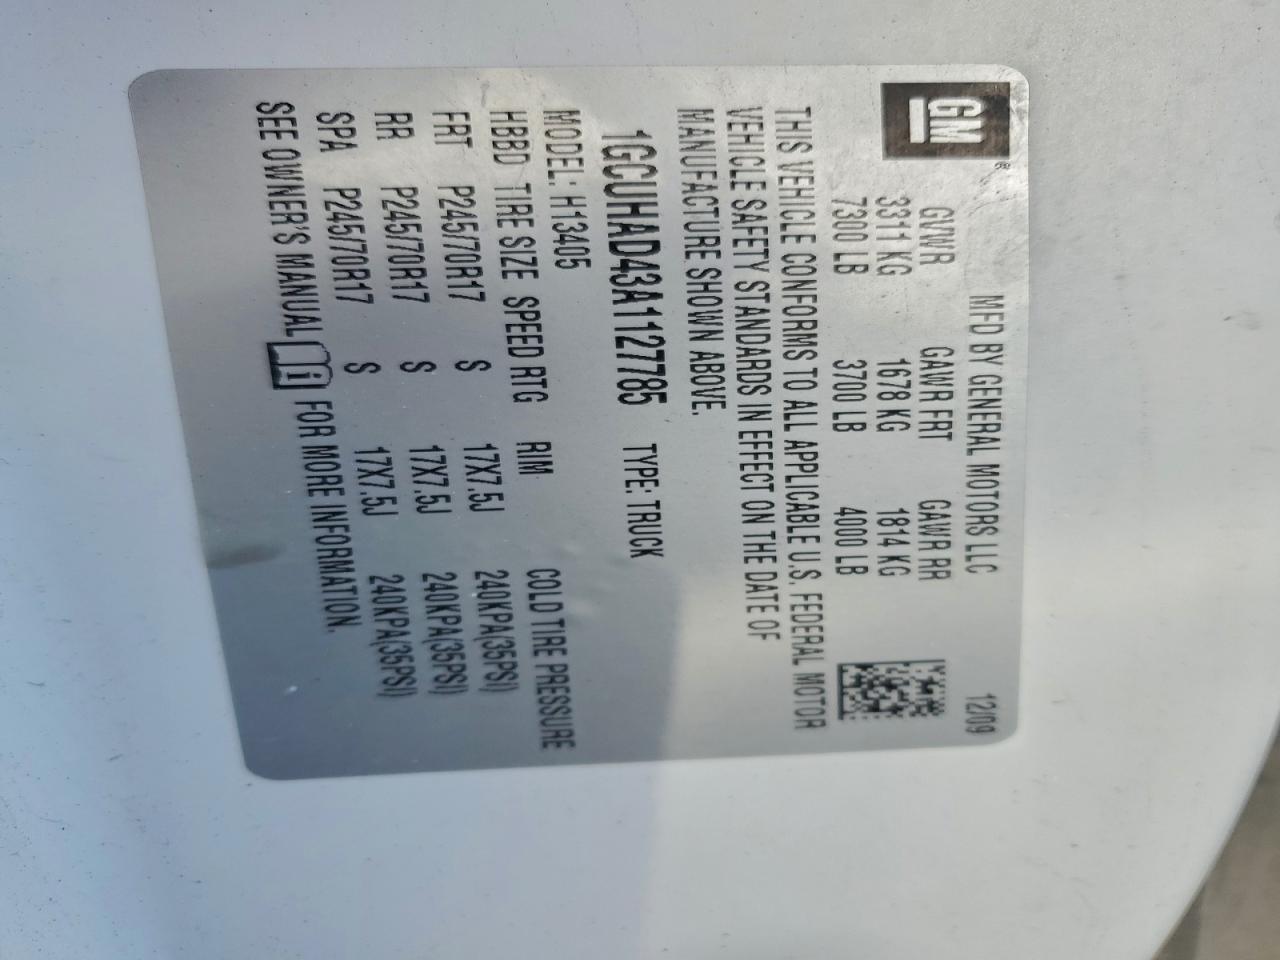 GM®
MFD BY GENERAL MOTORS LLC 12/09
GVWR GAWR FRT GAWR RR
3311 KG 1678 KG 1814 KG
7300 LB 3700 LB 4000 LB
THIS VEHICLE CONFORMS TO ALL APPLICABLE U.S. FEDERAL MOTOR
VEHICLE SAFETY STANDARDS IN EFFECT ON THE DATE OF
MANUFACTURE SHOWN ABOVE.
1GCUHAD43A1127785 TYPE: TRUCK
MODEL: H13405
HBBD TIRE SIZE SPEED RTG RIM COLD TIRE PRESSURE
FRT P245/70R17 S 17X7.5J 240KPA(35PSI)
RR P245/70R17 S 17X7.5J 240KPA(35PSI)
SPA P245/70R17 S 17X7.5J 240KPA(35PSI)
SEE OWNER'S MANUAL i FOR MORE INFORMATION.